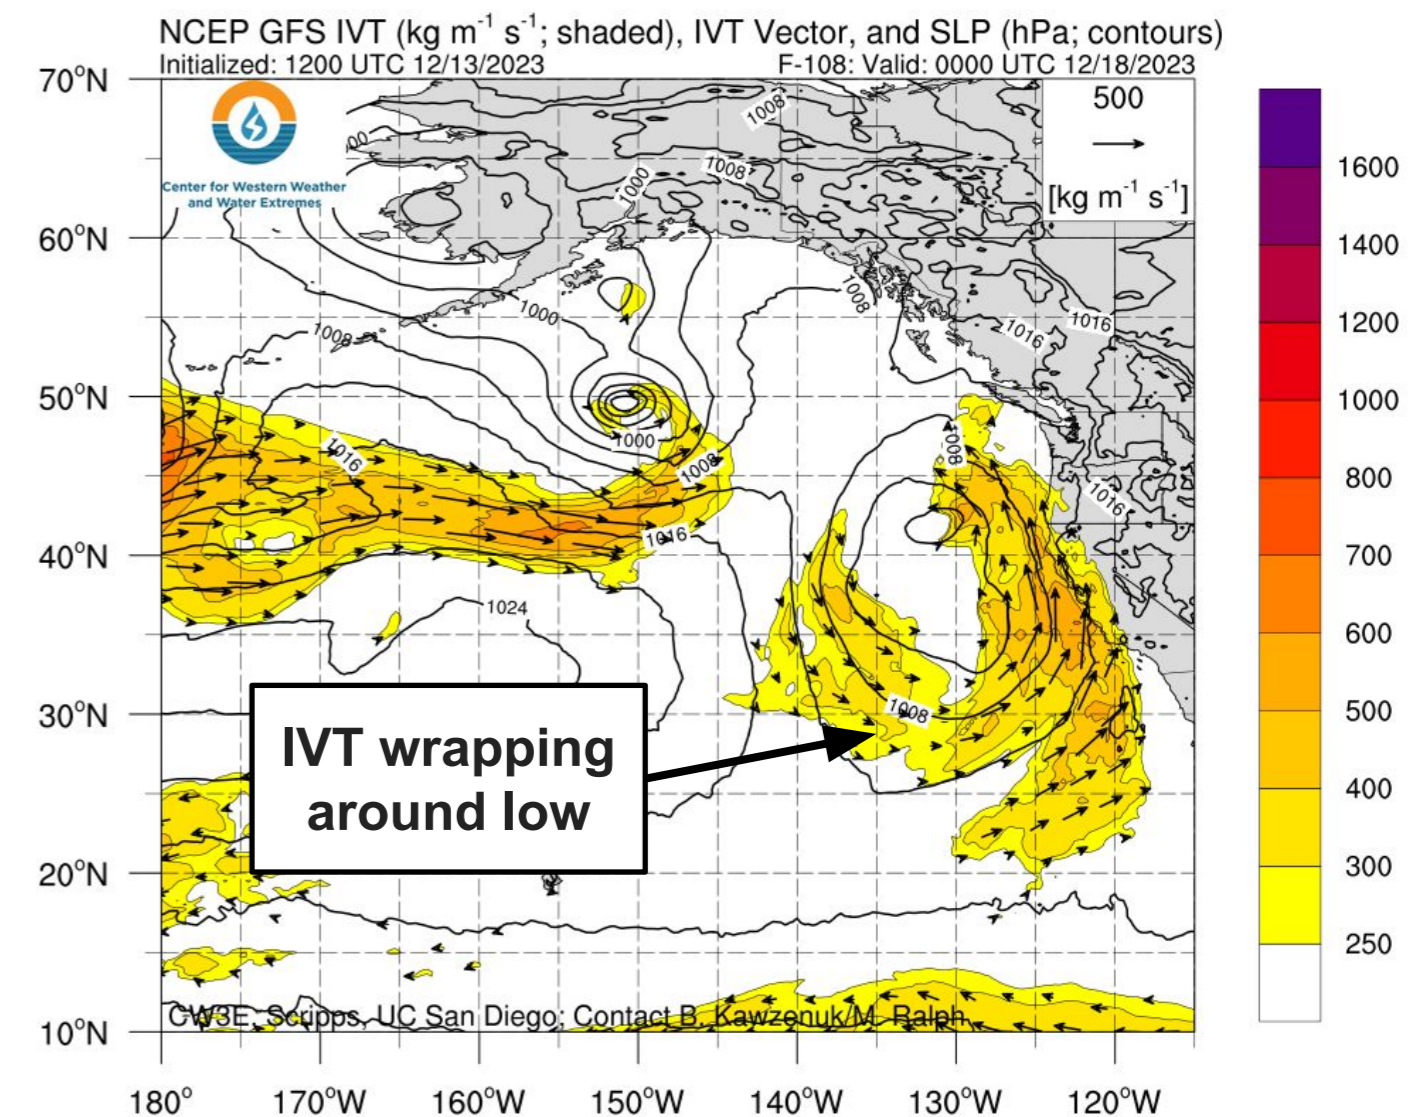 NCEP GFS IVT (kg m⁻¹ s⁻¹; shaded), IVT Vector, and SLP (hPa; contours)
Initialized: 1200 UTC 12/13/2023
F-108: Valid: 0000 UTC 12/18/2023
70°N
60°N
50°N
40°N
30°N
20°N
10°N
Center for Western Weather
and Water Extremes
500
[kg m⁻¹ s⁻¹]
1008
1008
1000
1000
1008
1008
1016
1016
1016
1000
1008
1016
1008
1016
1024
1008
IVT wrapping
around low
CW3E, Scripps, UC San Diego; Contact B. Kawzenuk/M. Ralph
180°
170°W
160°W
150°W
140°W
130°W
120°W
1600
1400
1200
1000
800
700
600
500
400
300
250